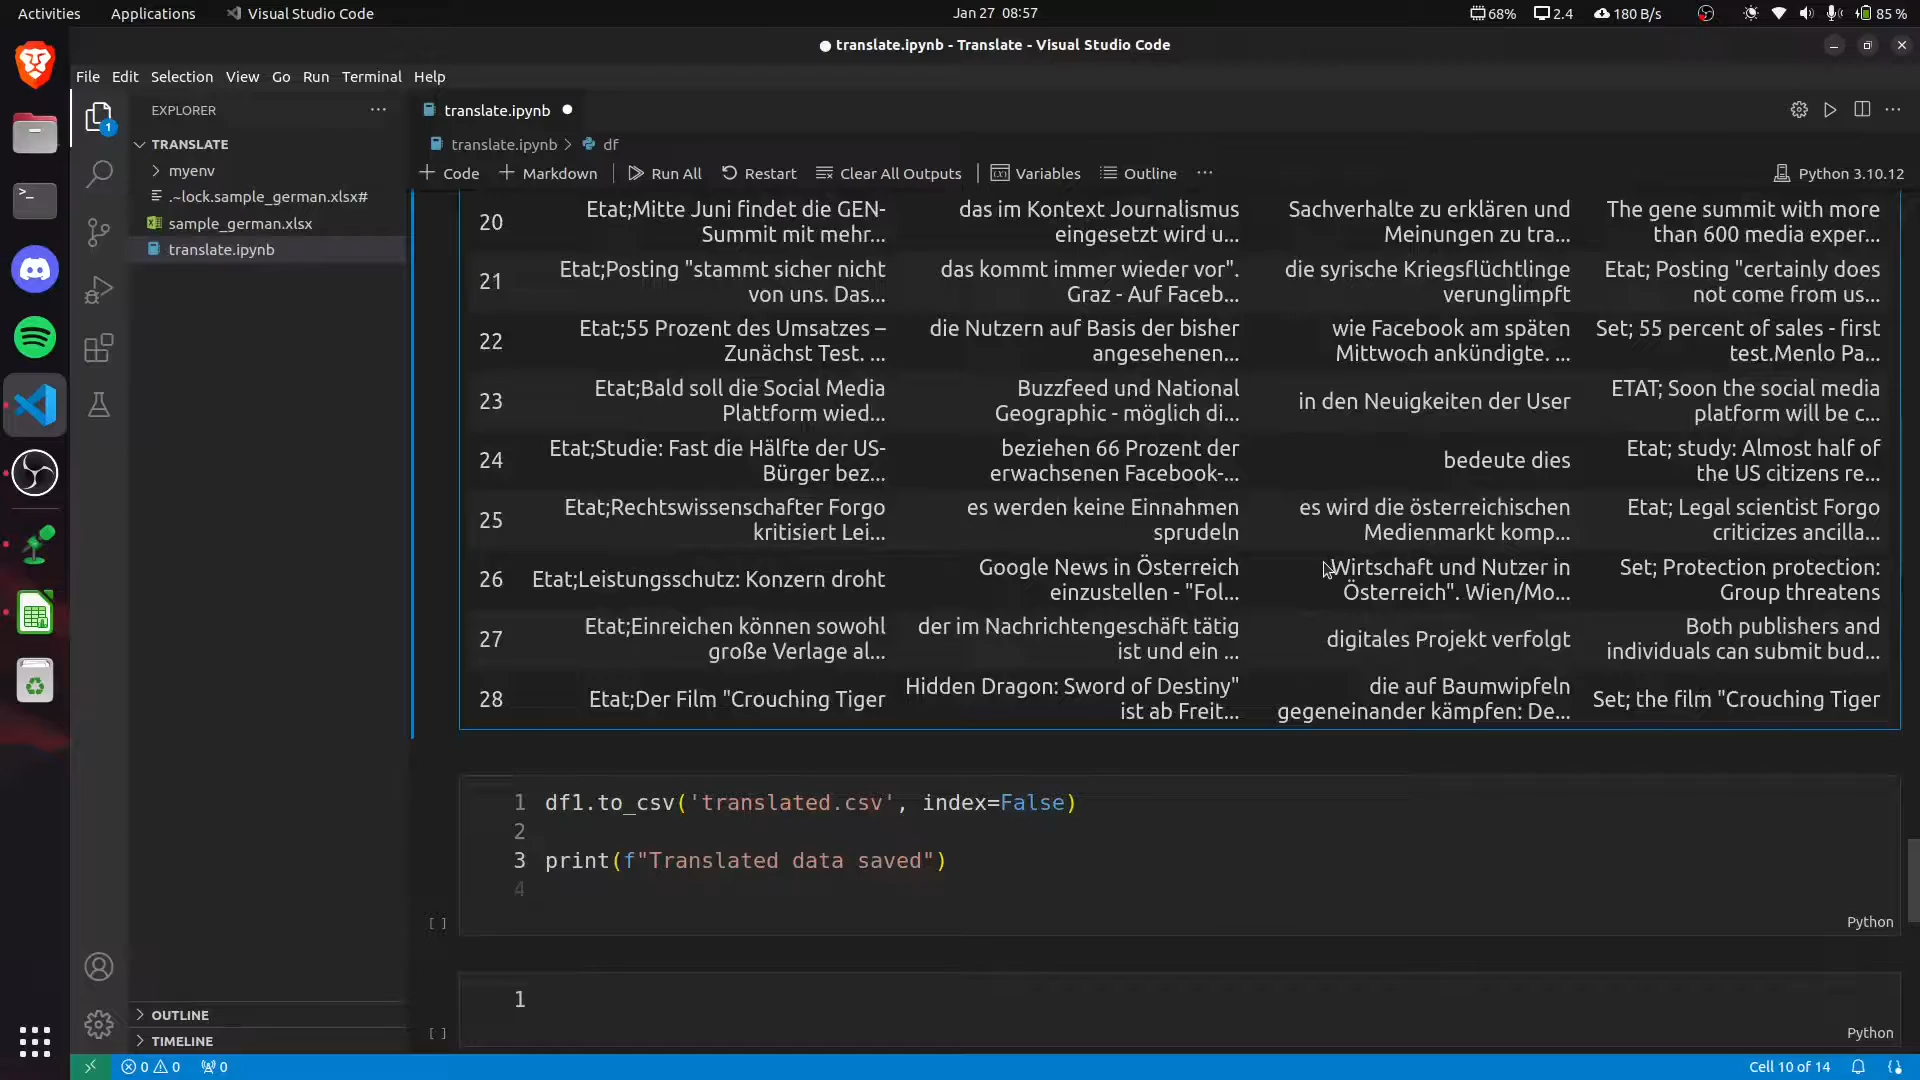 Activities Applications Visual Studio Code Jan 27 08:57 68% 2.4 180 B/s 85 %
translate.ipynb - Translate - Visual Studio Code
File Edit Selection View Go Run Terminal Help
EXPLORER
TRANSLATE
myenv
.~lock.sample_german.xlsx#
sample_german.xlsx
translate.ipynb
OUTLINE
TIMELINE
1
translate.ipynb
translate.ipynb > df
Code Markdown Run All Restart Clear All Outputs Variables Outline Python 3.10.12
20 Etat;Mitte Juni findet die GEN- das im Kontext Journalismus Sachverhalte zu erklären und The gene summit with more
Summit mit mehr... eingesetzt wird u... Meinungen zu tra... than 600 media exper...
21 Etat;Posting "stammt sicher nicht das kommt immer wieder vor". die syrische Kriegsflüchtlinge Etat; Posting "certainly does
von uns. Das... Graz - Auf Faceb... verunglimpft not come from us...
22 Etat;55 Prozent des Umsatzes – die Nutzern auf Basis der bisher wie Facebook am späten Set; 55 percent of sales - first
Zunächst Test. ... angesehenen... Mittwoch ankündigte. ... test.Menlo Pa...
23 Etat;Bald soll die Social Media Buzzfeed und National in den Neuigkeiten der User ETAT; Soon the social media
Plattform wied... Geographic - möglich di... platform will be c...
24 Etat;Studie: Fast die Hälfte der US- beziehen 66 Prozent der bedeute dies Etat; study: Almost half of
Bürger bez... erwachsenen Facebook-... the US citizens re...
25 Etat;Rechtswissenschafter Forgo es werden keine Einnahmen es wird die österreichischen Etat; Legal scientist Forgo
kritisiert Lei... sprudeln Medienmarkt komp... criticizes ancilla...
26 Etat;Leistungsschutz: Konzern droht Google News in Österreich Wirtschaft und Nutzer in Set; Protection protection:
einzustellen - "Fol... Österreich". Wien/Mo... Group threatens
27 Etat;Einreichen können sowohl der im Nachrichtengeschäft tätig digitales Projekt verfolgt Both publishers and
große Verlage al... ist und ein ... individuals can submit bud...
28 Etat;Der Film "Crouching Tiger Hidden Dragon: Sword of Destiny" die auf Baumwipfeln Set; the film "Crouching Tiger
ist ab Freit... gegeneinander kämpfen: De...
1 df1.to_csv('translated.csv', index=False)
2
3 print(f"Translated data saved")
4
[ ] Python
1
[ ] Python
0 0 0 Cell 10 of 14